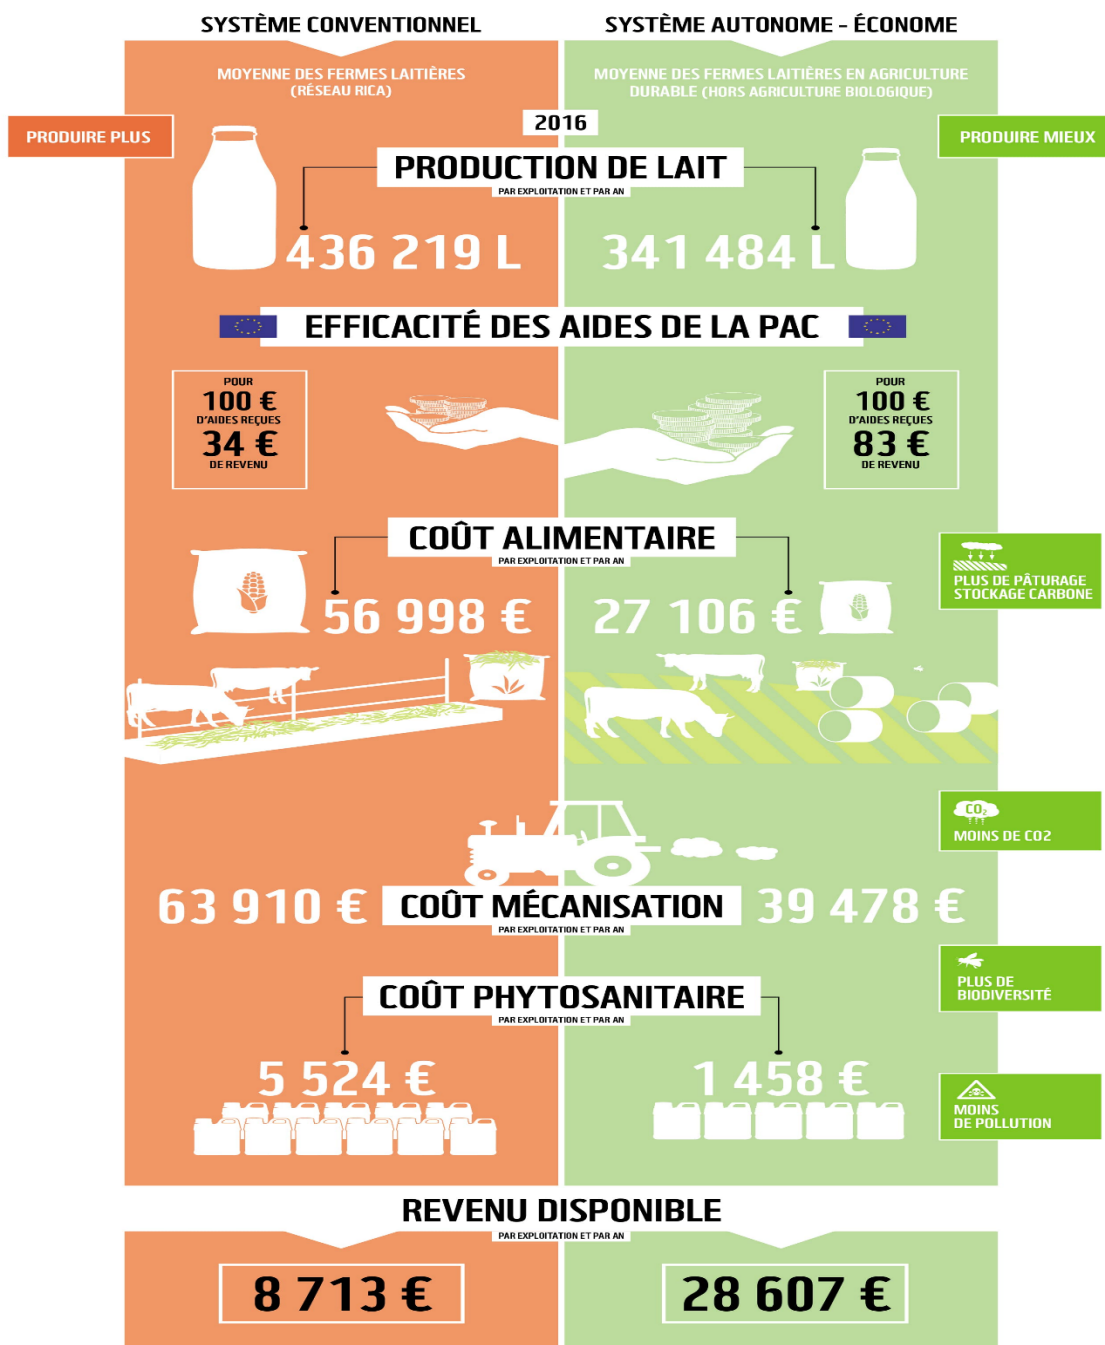 SYSTÈME CONVENTIONNEL
SYSTÈME AUTONOME - ÉCONOME
MOYENNE DES FERMES LAITIÈRES
(RÉSEAU RICA)
MOYENNE DES FERMES LAITIÈRES EN AGRICULTURE
DURABLE (HORS AGRICULTURE BIOLOGIQUE)
PRODUIRE PLUS
2016
PRODUIRE MIEUX
PRODUCTION DE LAIT
PAR EXPLOITATION ET PAR AN
436 219 L
341 484 L
EFFICACITÉ DES AIDES DE LA PAC
POUR
100 €
D'AIDES REÇUES
34 €
DE REVENU
POUR
100 €
D'AIDES REÇUES
83 €
DE REVENU
COÛT ALIMENTAIRE
PAR EXPLOITATION ET PAR AN
56 998 €
27 106 €
PLUS DE PÂTURAGE
STOCKAGE CARBONE
CO2
MOINS DE CO2
63 910 €
COÛT MÉCANISATION
PAR EXPLOITATION ET PAR AN
39 478 €
PLUS DE
BIODIVERSITÉ
COÛT PHYTOSANITAIRE
PAR EXPLOITATION ET PAR AN
5 524 €
1 458 €
MOINS
DE POLLUTION
REVENU DISPONIBLE
PAR EXPLOITATION ET PAR AN
8 713 €
28 607 €